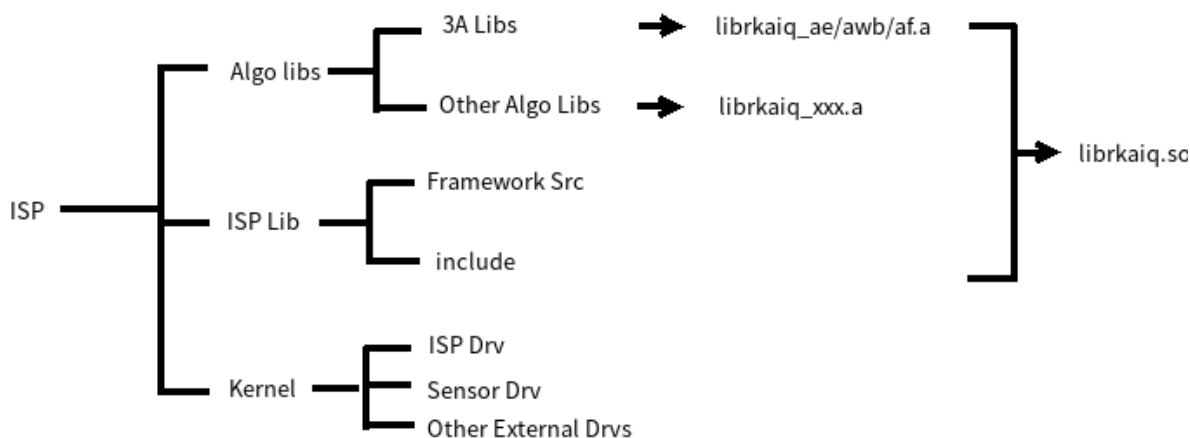 3A Libs
librkaiq_ae/awb/af.a
Algo libs
Other Algo Libs
librkaiq_xxx.a
librkaiq.so
Framework Src
ISP
ISP Lib
include
ISP Drv
Kernel
Sensor Drv
Other External Drvs